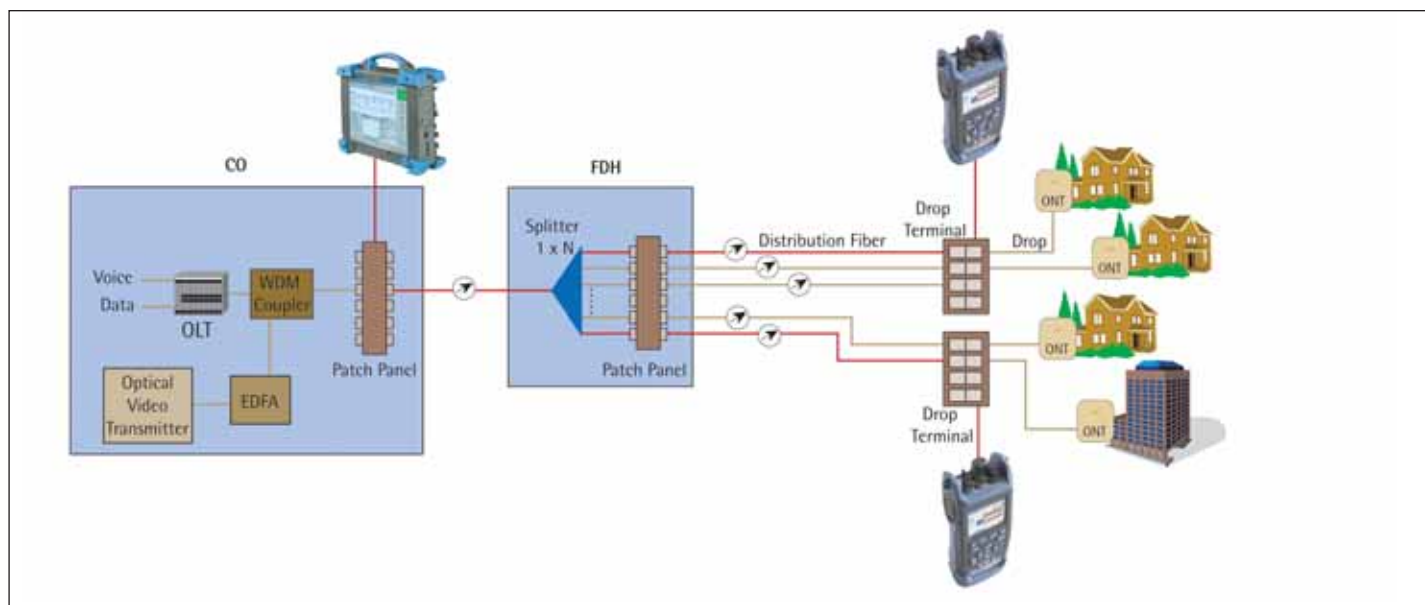 CO
FDH
Splitter
1 x N
Drop
Terminal
Distribution Fiber
Drop
ONT
ONT
Voice
Data
OLT
WDM
Coupler
Patch Panel
Patch Panel
ONT
Optical
Video
Transmitter
EDFA
Drop
Terminal
ONT